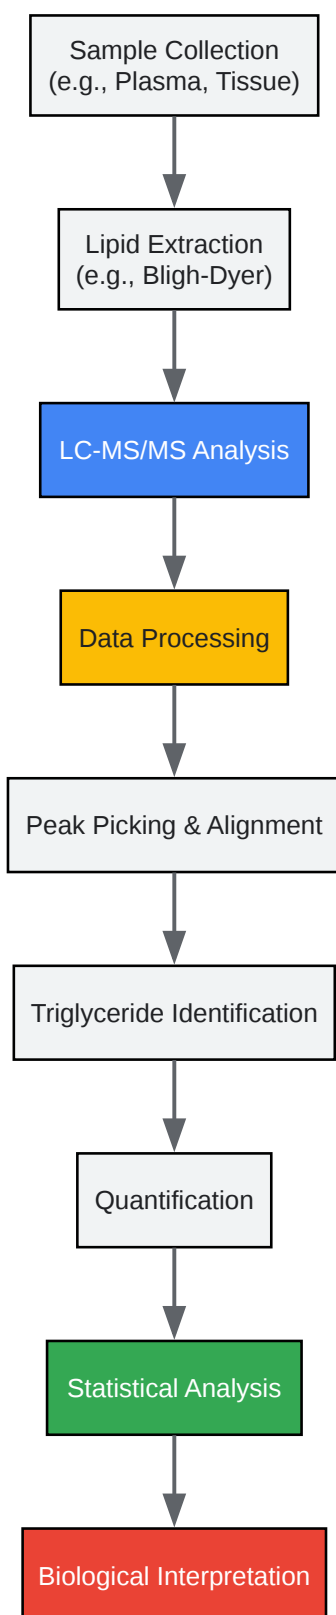 Sample Collection
(e.g., Plasma, Tissue)
Lipid Extraction
(e.g., Bligh-Dyer)
LC-MS/MS Analysis
Data Processing
Peak Picking & Alignment
Triglyceride Identification
Quantification
Statistical Analysis
Biological Interpretation